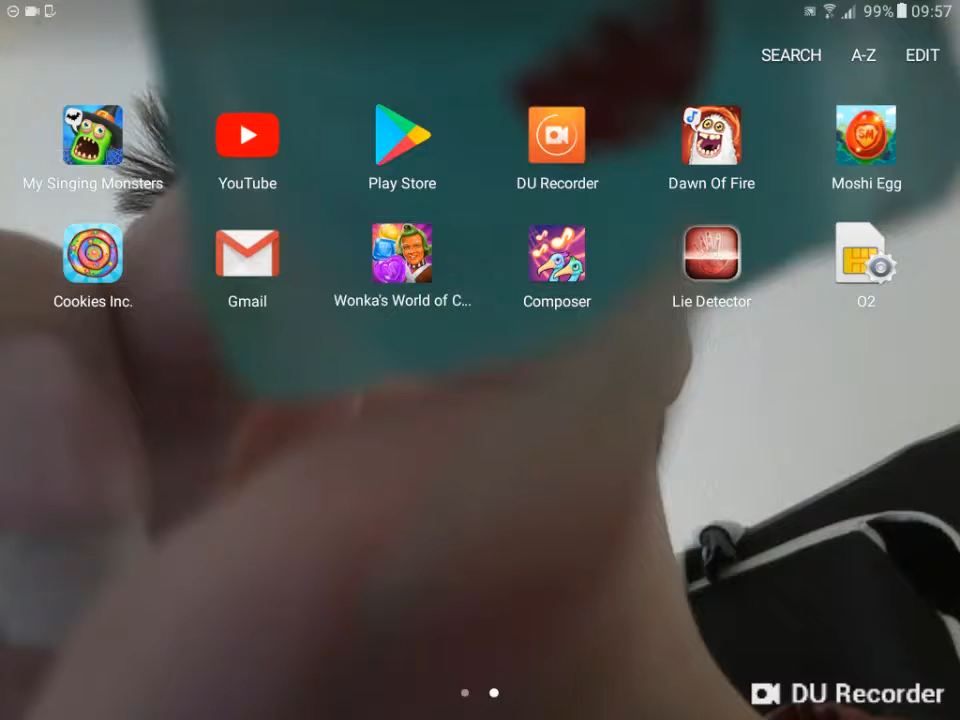 99% 09:57
SEARCH A-Z EDIT
My Singing Monsters YouTube Play Store DU Recorder Dawn Of Fire Moshi Egg
Cookies Inc. Gmail Wonka's World of C... Composer Lie Detector O2
DU Recorder